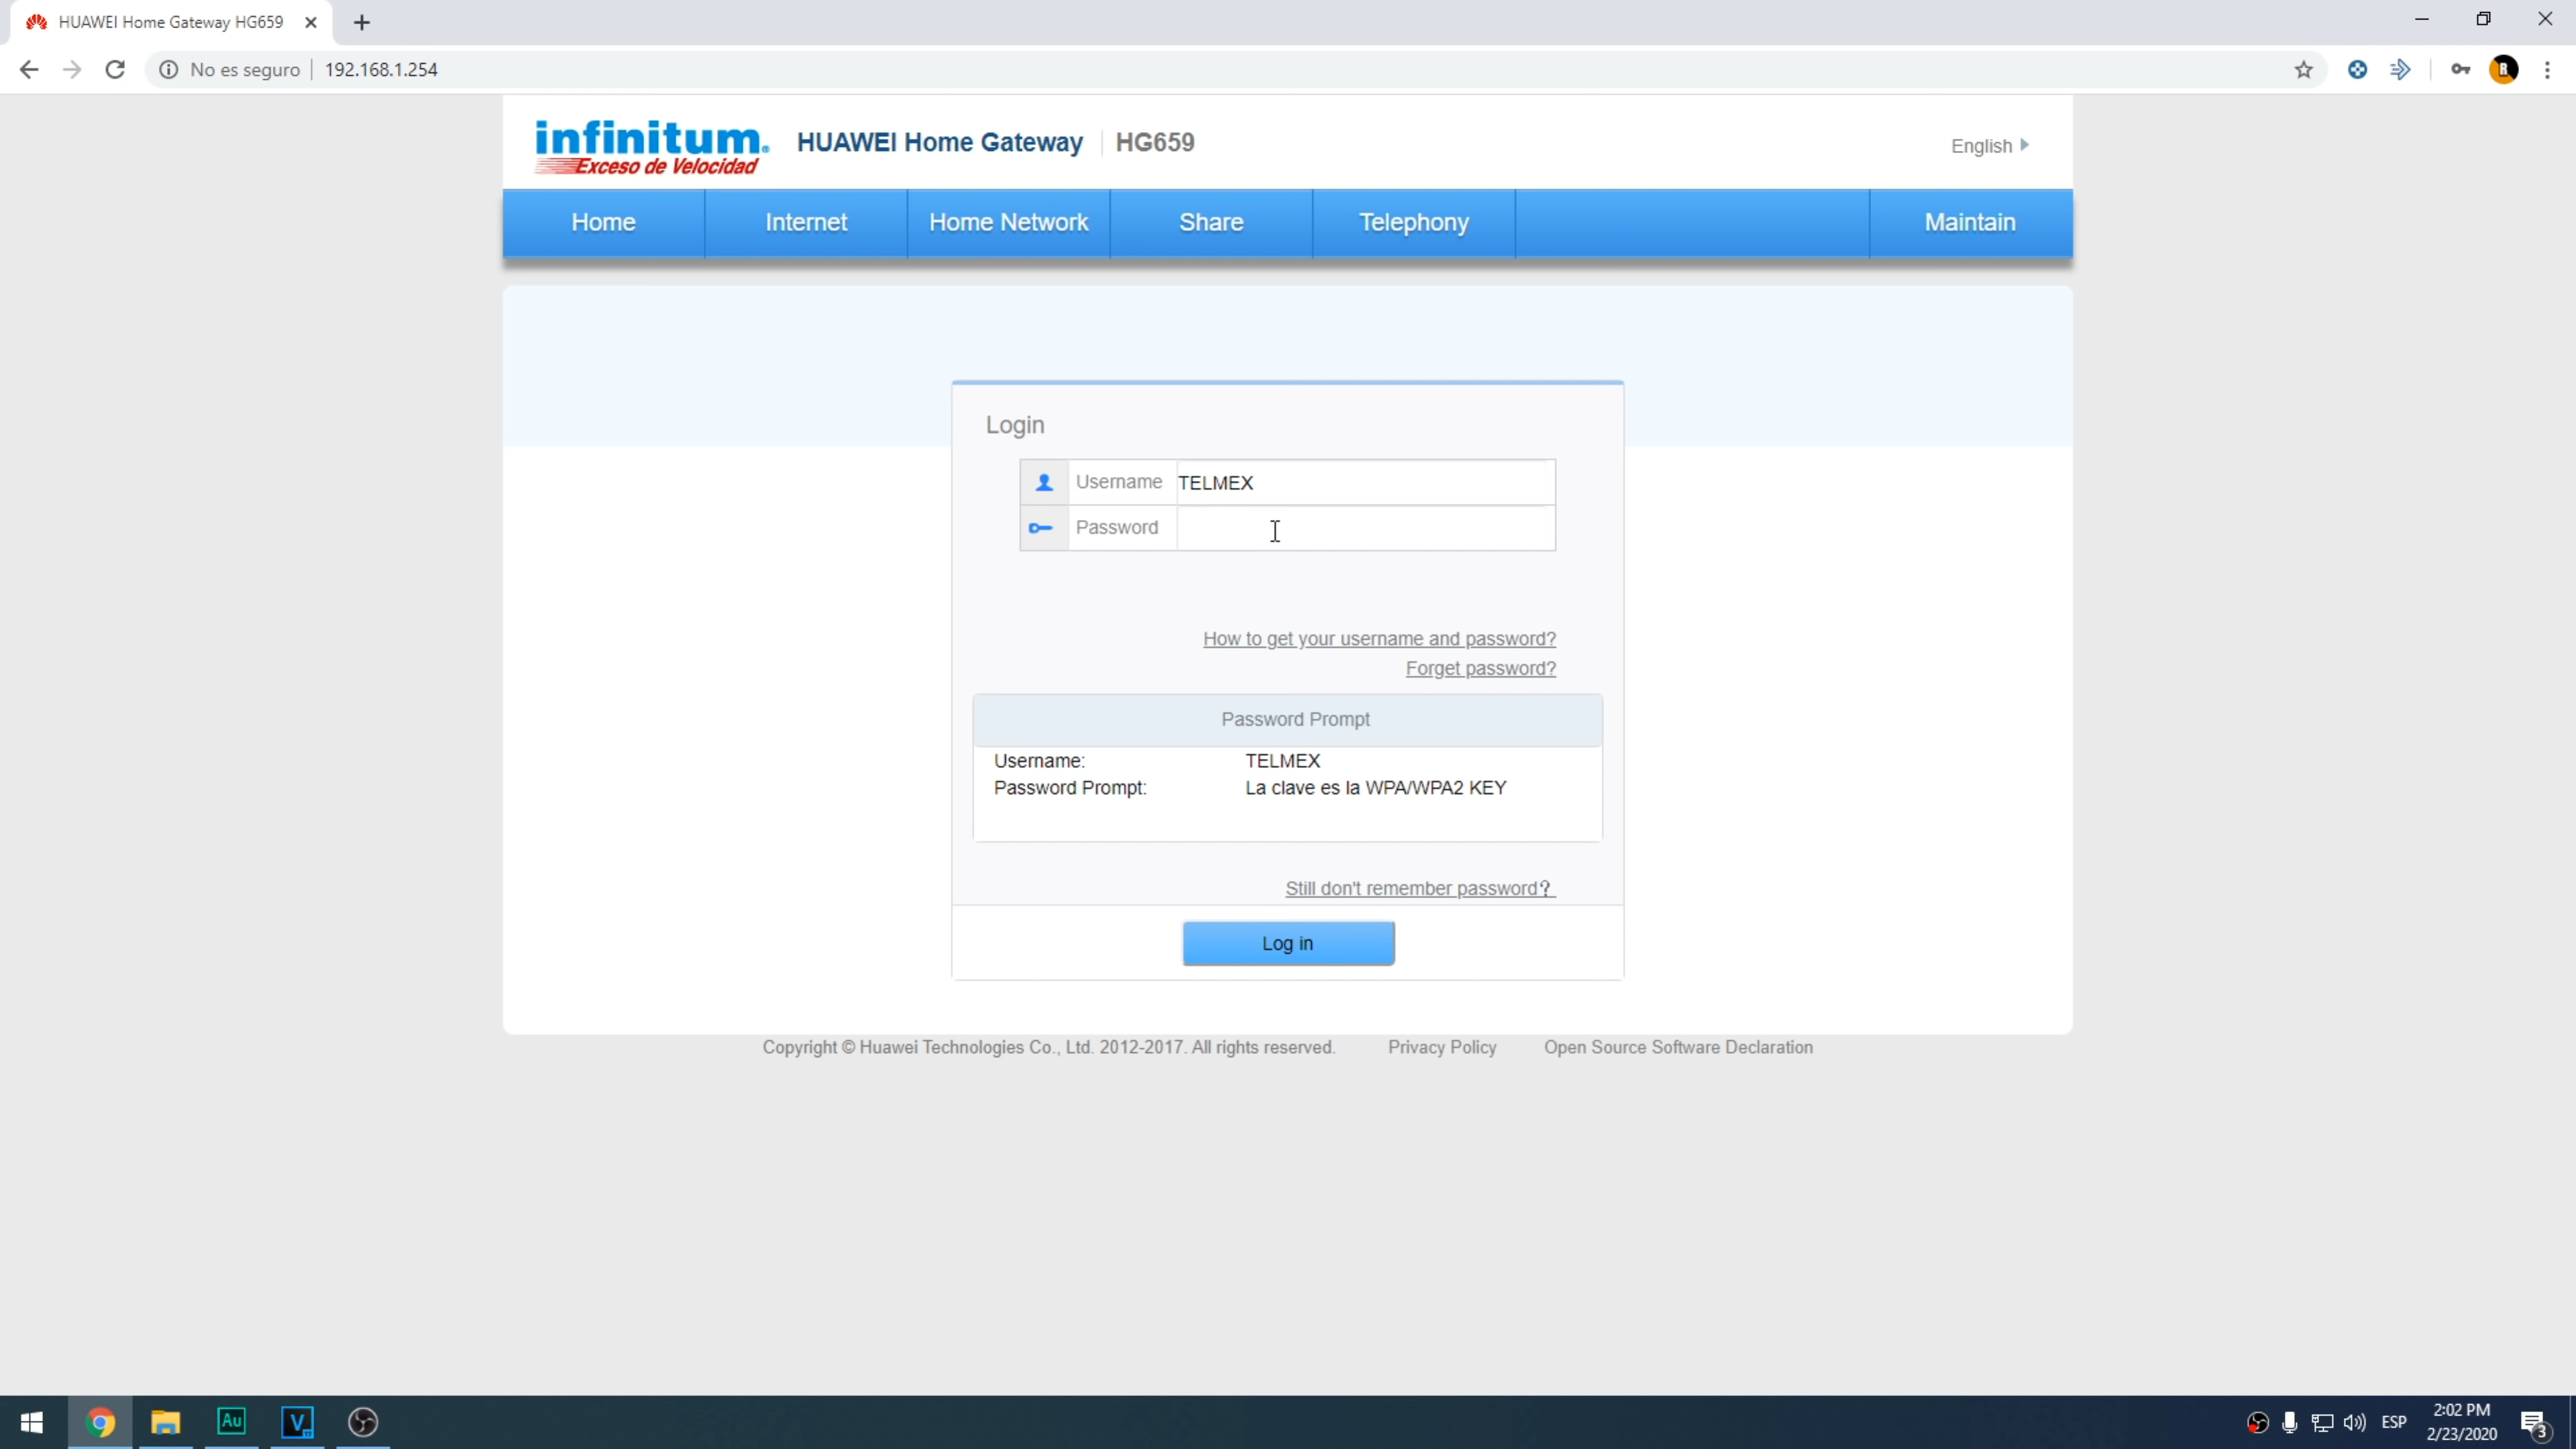 HUAWEI Home Gateway HG659
No es seguro | 192.168.1.254
infinitum® HUAWEI Home Gateway | HG659
Exceso de Velocidad
English
Home Internet Home Network Share Telephony Maintain
Login
Username TELMEX
Password
How to get your username and password?
Forget password?
Password Prompt
Username: TELMEX
Password Prompt: La clave es la WPA/WPA2 KEY
Still don't remember password?
Log in
Copyright © Huawei Technologies Co., Ltd. 2012-2017. All rights reserved. Privacy Policy Open Source Software Declaration
Au
V
ESP
2:02 PM
2/23/2020
3
R